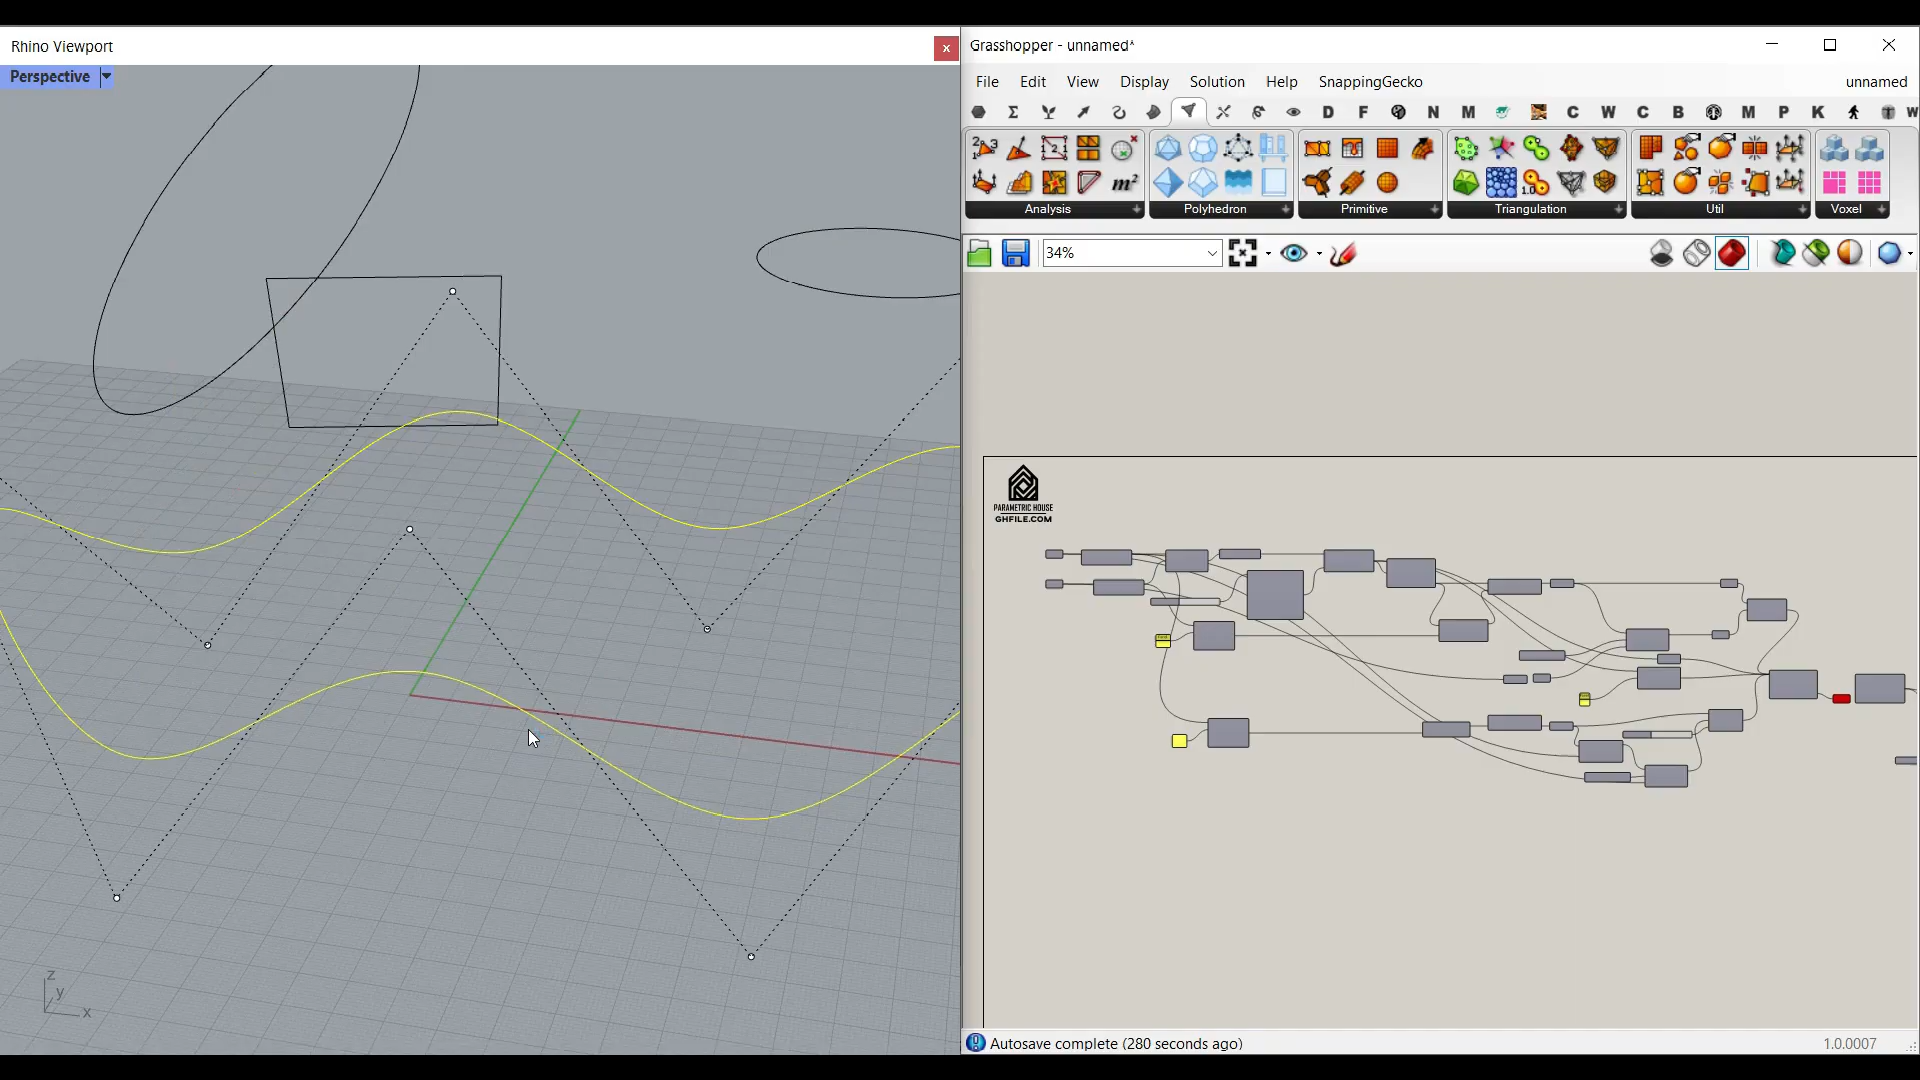 Rhino Viewport
x
Perspective
z
y
x
Grasshopper - unnamed*
File Edit View Display Solution Help SnappingGecko unnamed
D F N M C W C B M P K W
Analysis Polyhedron Primitive Triangulation Util Voxel
34%
PARAMETRIC HOUSE
GHFILE.COM
Autosave complete (280 seconds ago)
1.0.0007